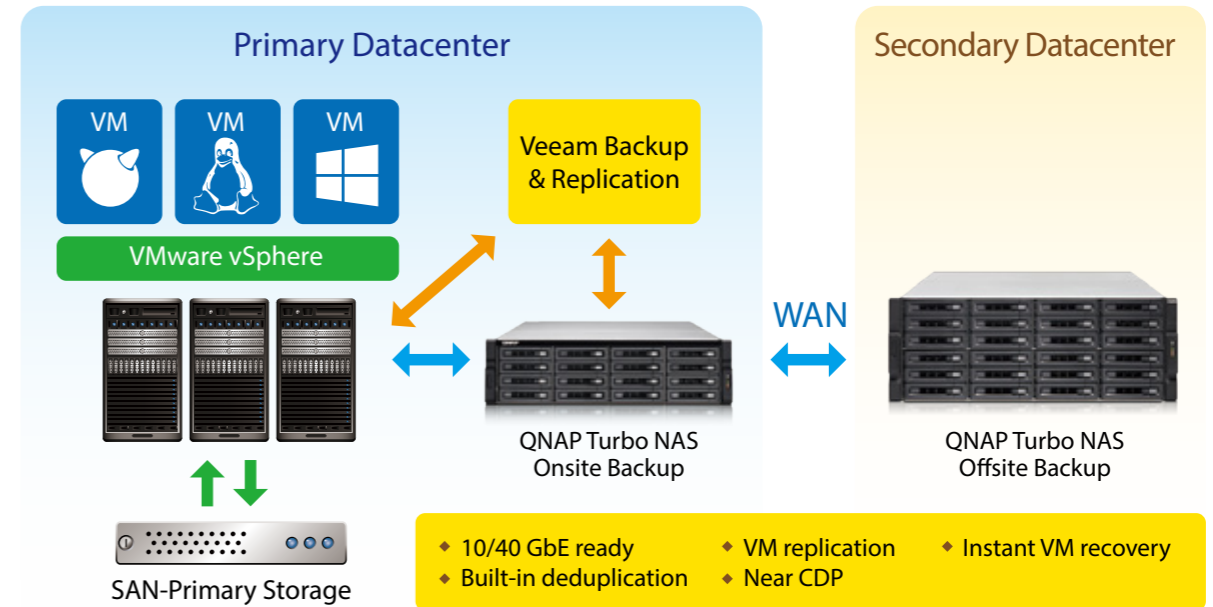 Primary Datacenter
Secondary Datacenter
VM
VM
VM
Veeam Backup
& Replication
VMware vSphere
WAN
QNAP
QNAP Turbo NAS
Onsite Backup
QNAP Turbo NAS
Offsite Backup
SAN-Primary Storage
10/40 GbE ready
VM replication
Instant VM recovery
Built-in deduplication
Near CDP